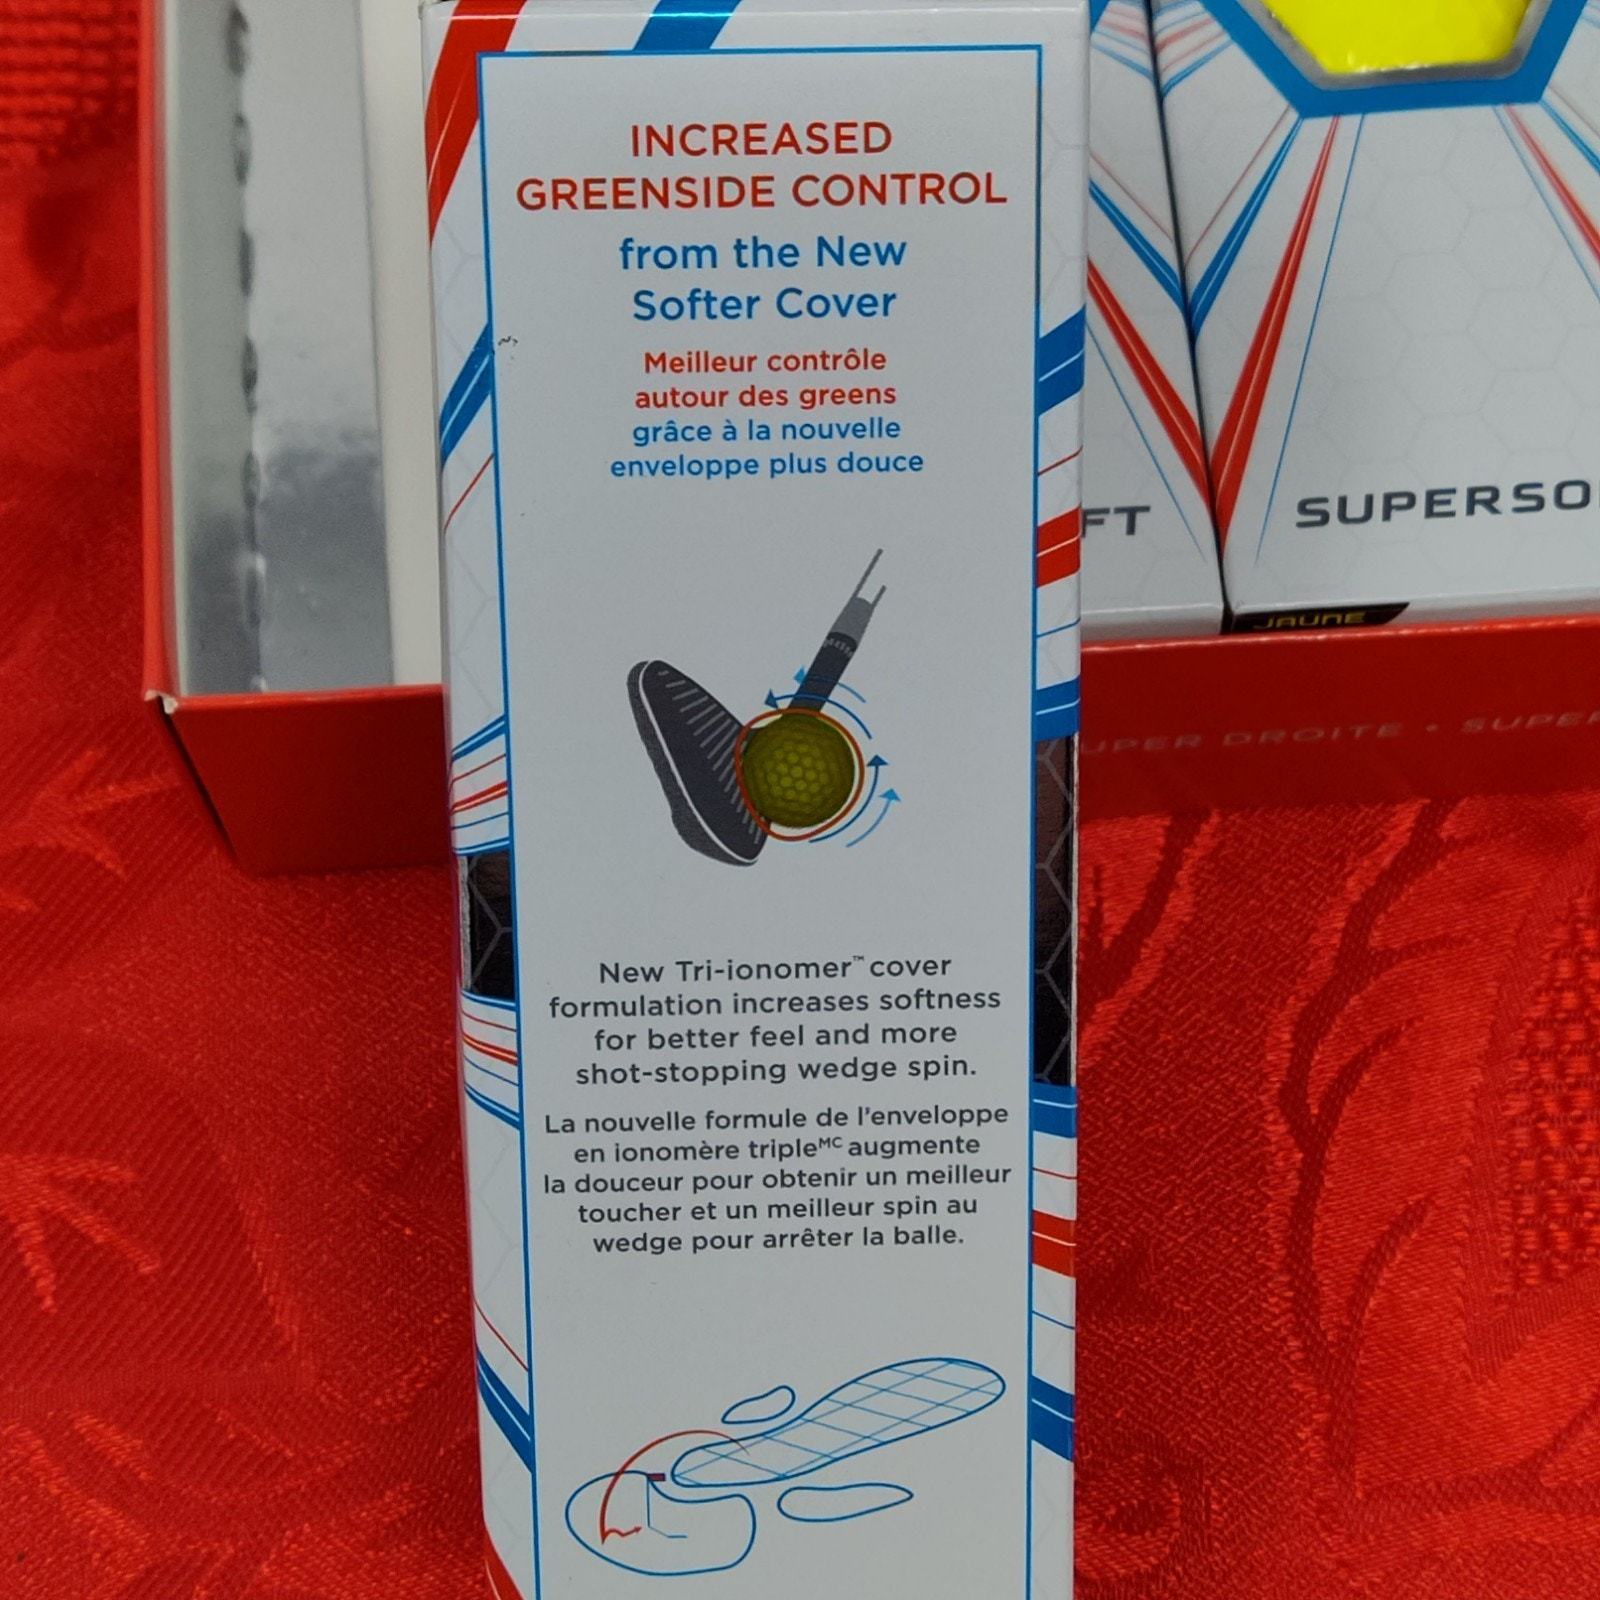 INCREASED
GREENSIDE CONTROL
from the New
Softer Cover
Meilleur contrôle
autour des greens
grâce à la nouvelle
enveloppe plus douce
New Tri-ionomer™ cover
formulation increases softness
for better feel and more
shot-stopping wedge spin.
La nouvelle formule de l'enveloppe
en ionomère tripleMC augmente
la douceur pour obtenir un meilleur
toucher et un meilleur spin au
wedge pour arrêter la balle.
FT
SUPERSO
JAUNE
UPER DROITE • SUPER